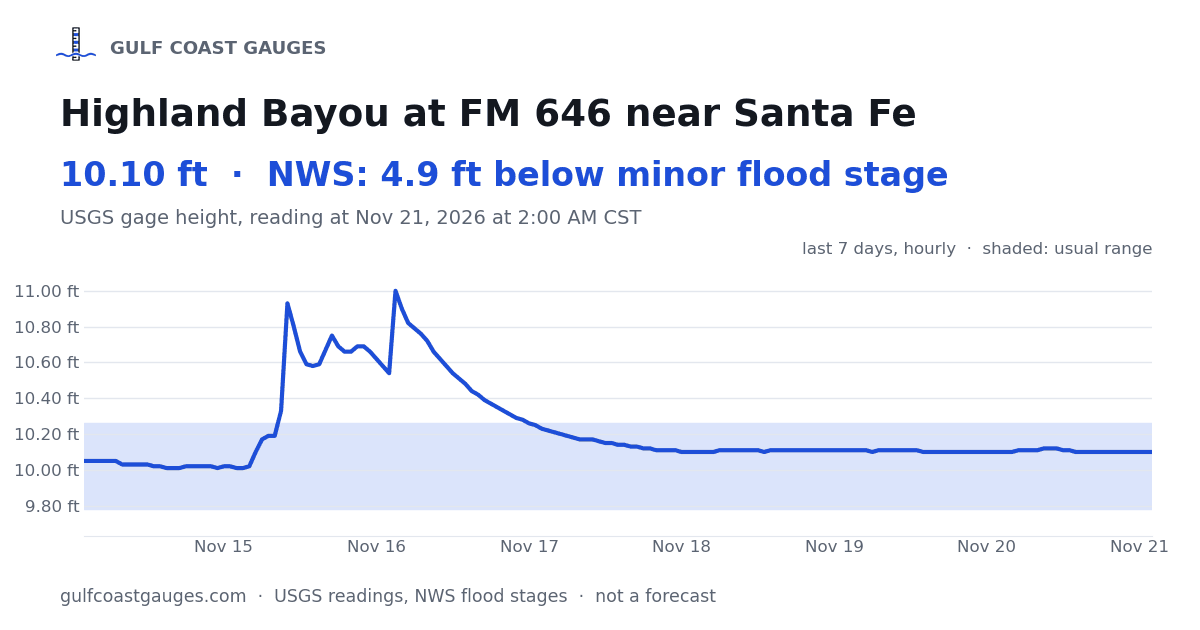 GULF COAST GAUGES
Highland Bayou at FM 646 near Santa Fe
10.10 ft · NWS: 4.9 ft below minor flood stage
USGS gage height, reading at Nov 21, 2026 at 2:00 AM CST
last 7 days, hourly · shaded: usual range
11.00 ft
10.80 ft
10.60 ft
10.40 ft
10.20 ft
10.00 ft
9.80 ft
Nov 15 Nov 16 Nov 17 Nov 18 Nov 19 Nov 20 Nov 21
gulfcoastgauges.com · USGS readings, NWS flood stages · not a forecast